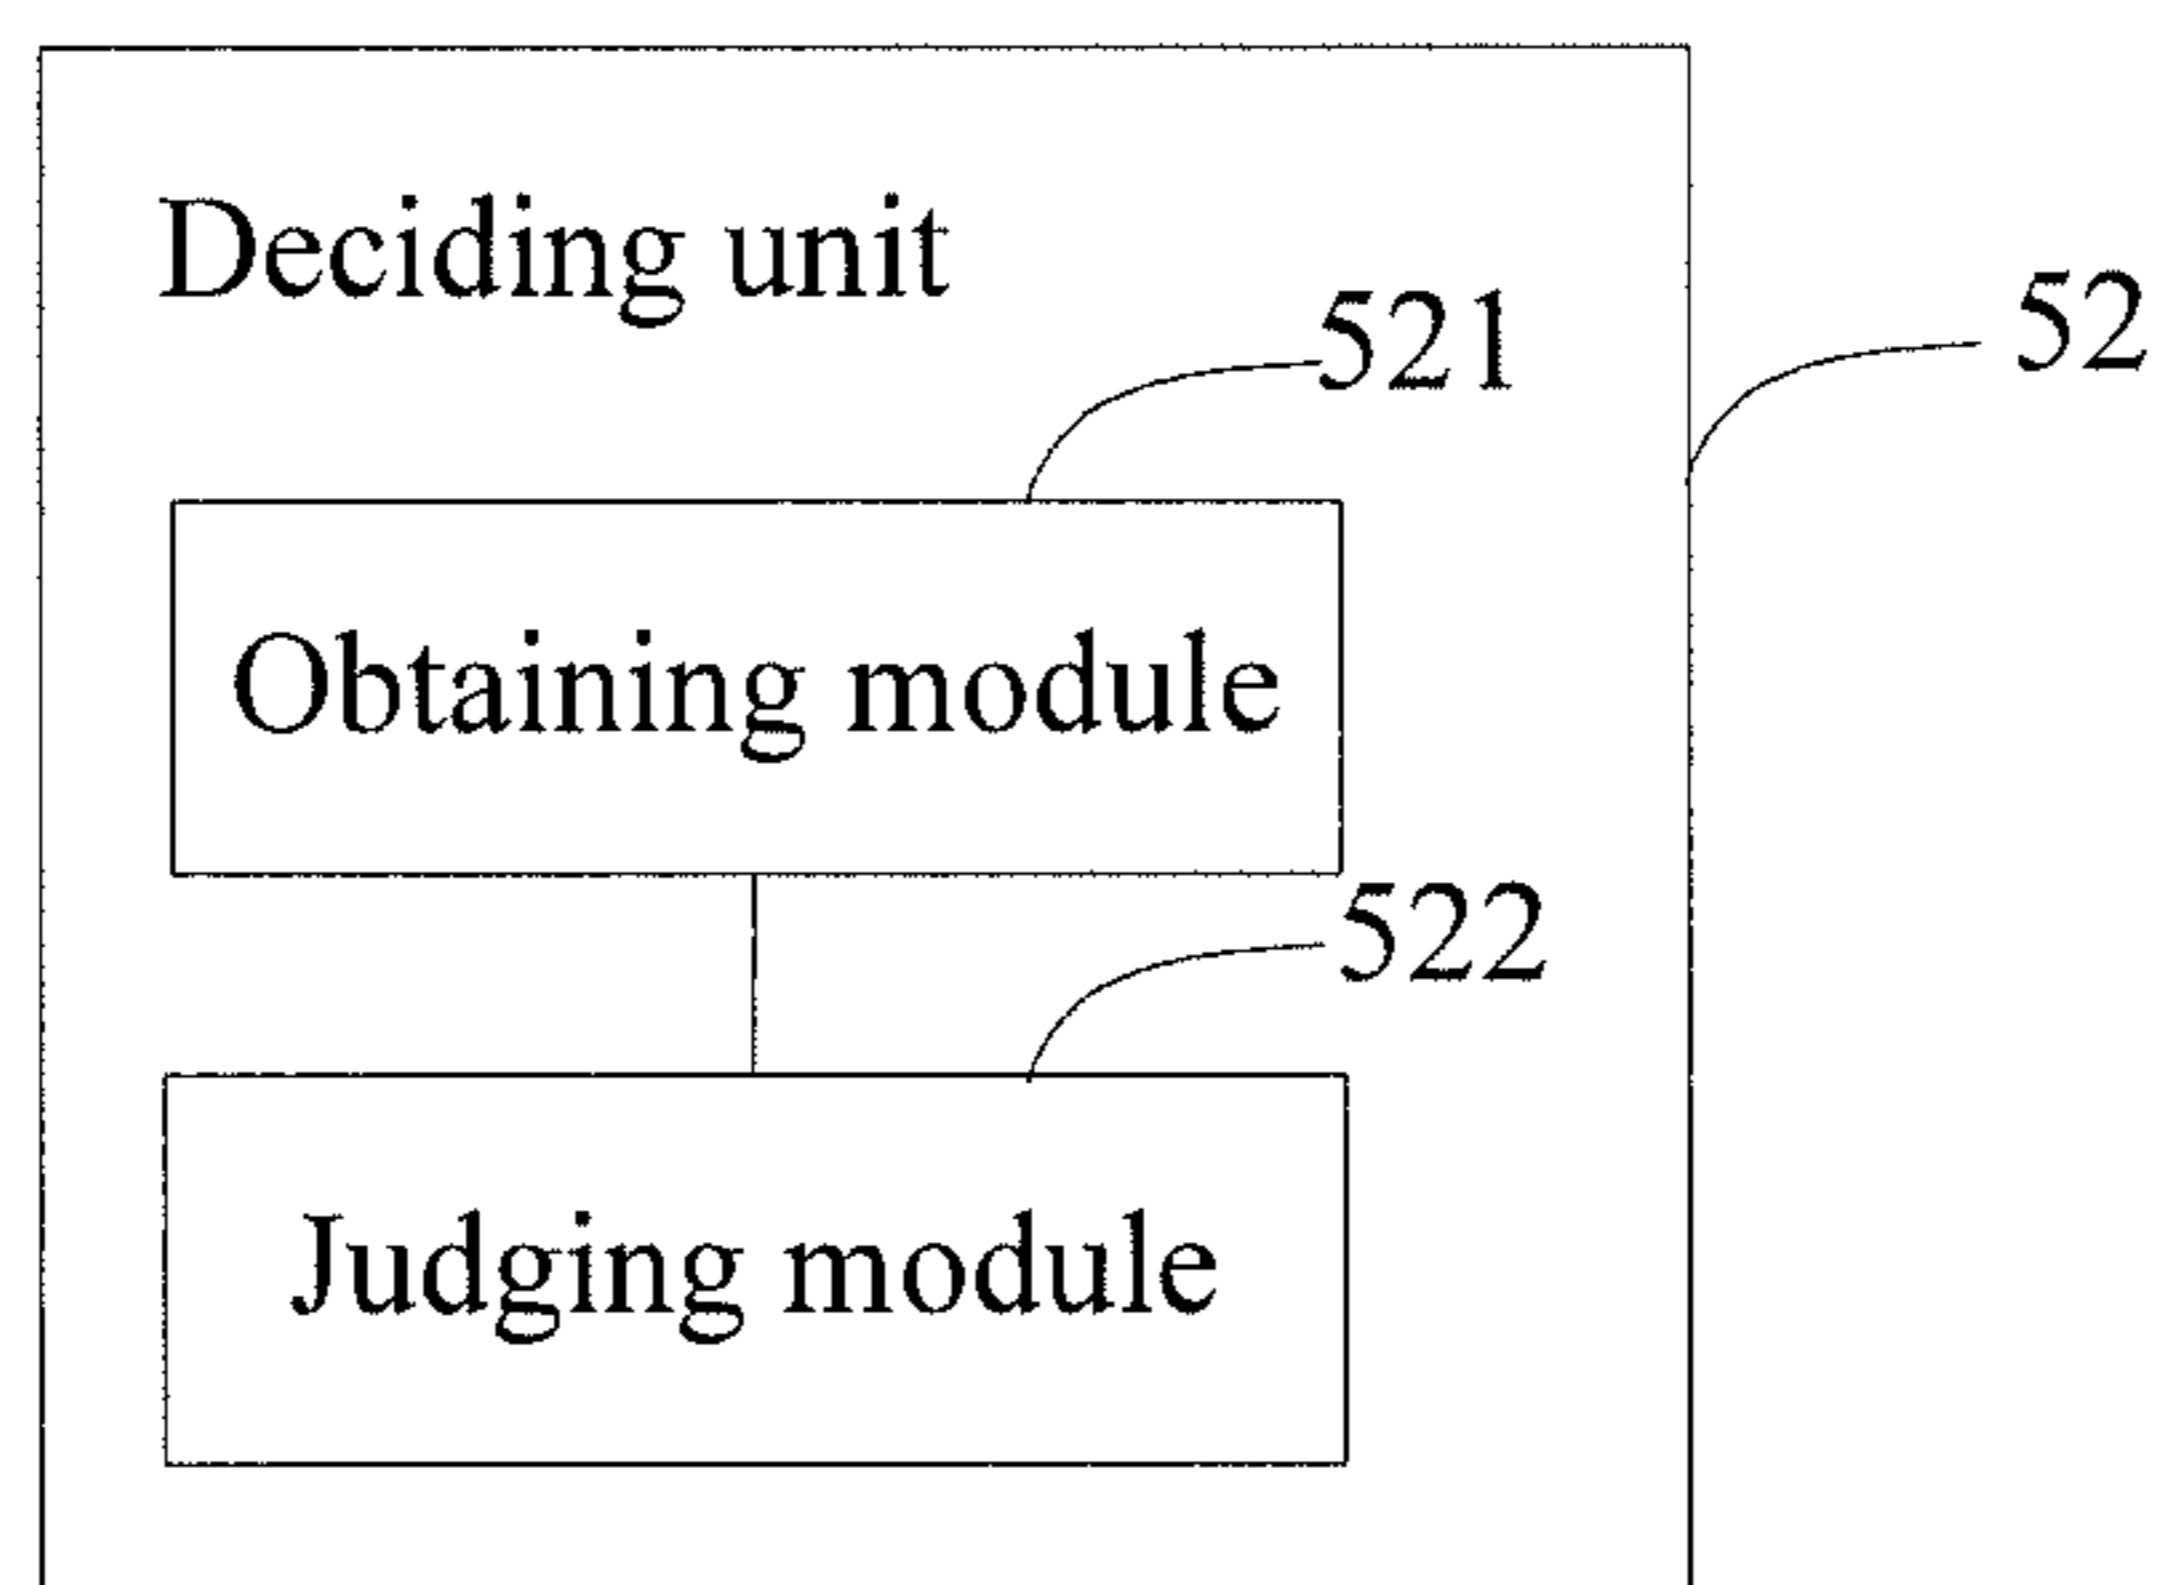 Deciding unit
521
52
Obtaining module
522
Judging module